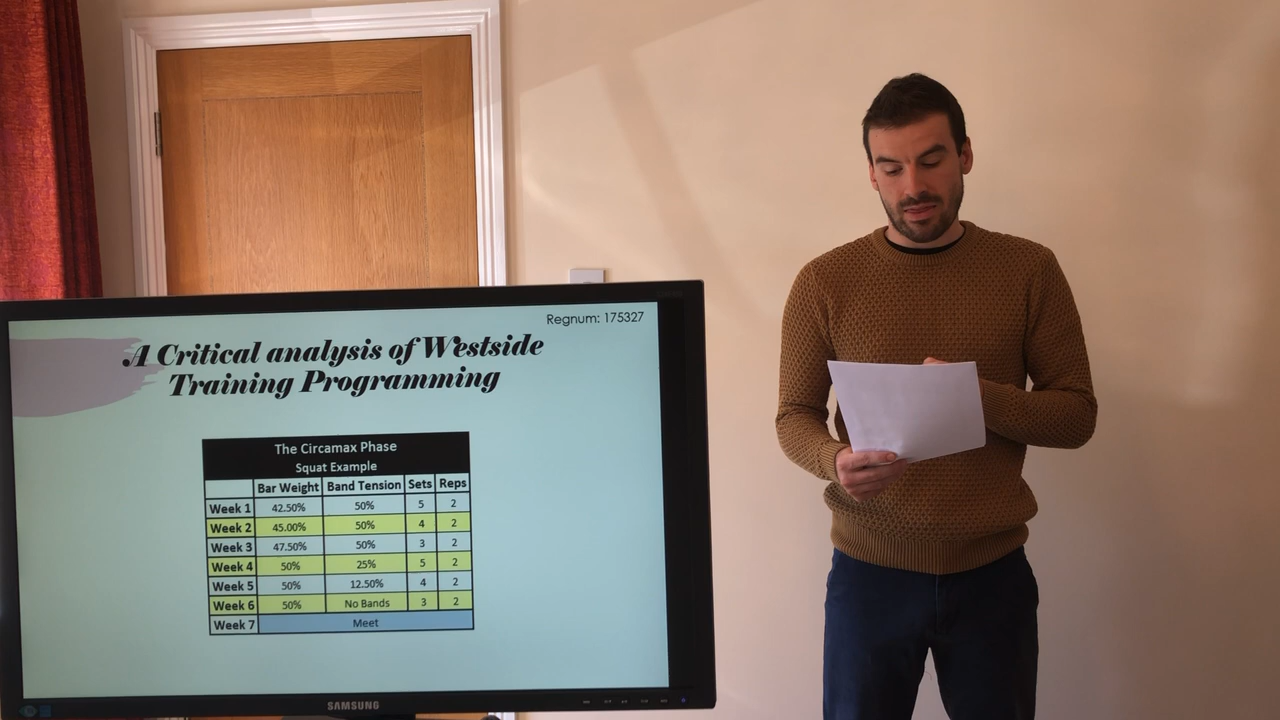 Regnum: 175327
A Critical analysis of Westside
Training Programming
The Circamax Phase
Squat Example
Bar Weight Band Tension Sets Reps
Week 1 42.50% 50% 5 2
Week 2 45.00% 50% 4 2
Week 3 47.50% 50% 3 2
Week 4 50% 25% 5 2
Week 5 50% 12.50% 4 2
Week 6 50% No Bands 3 2
Week 7 Meet
SAMSUNG